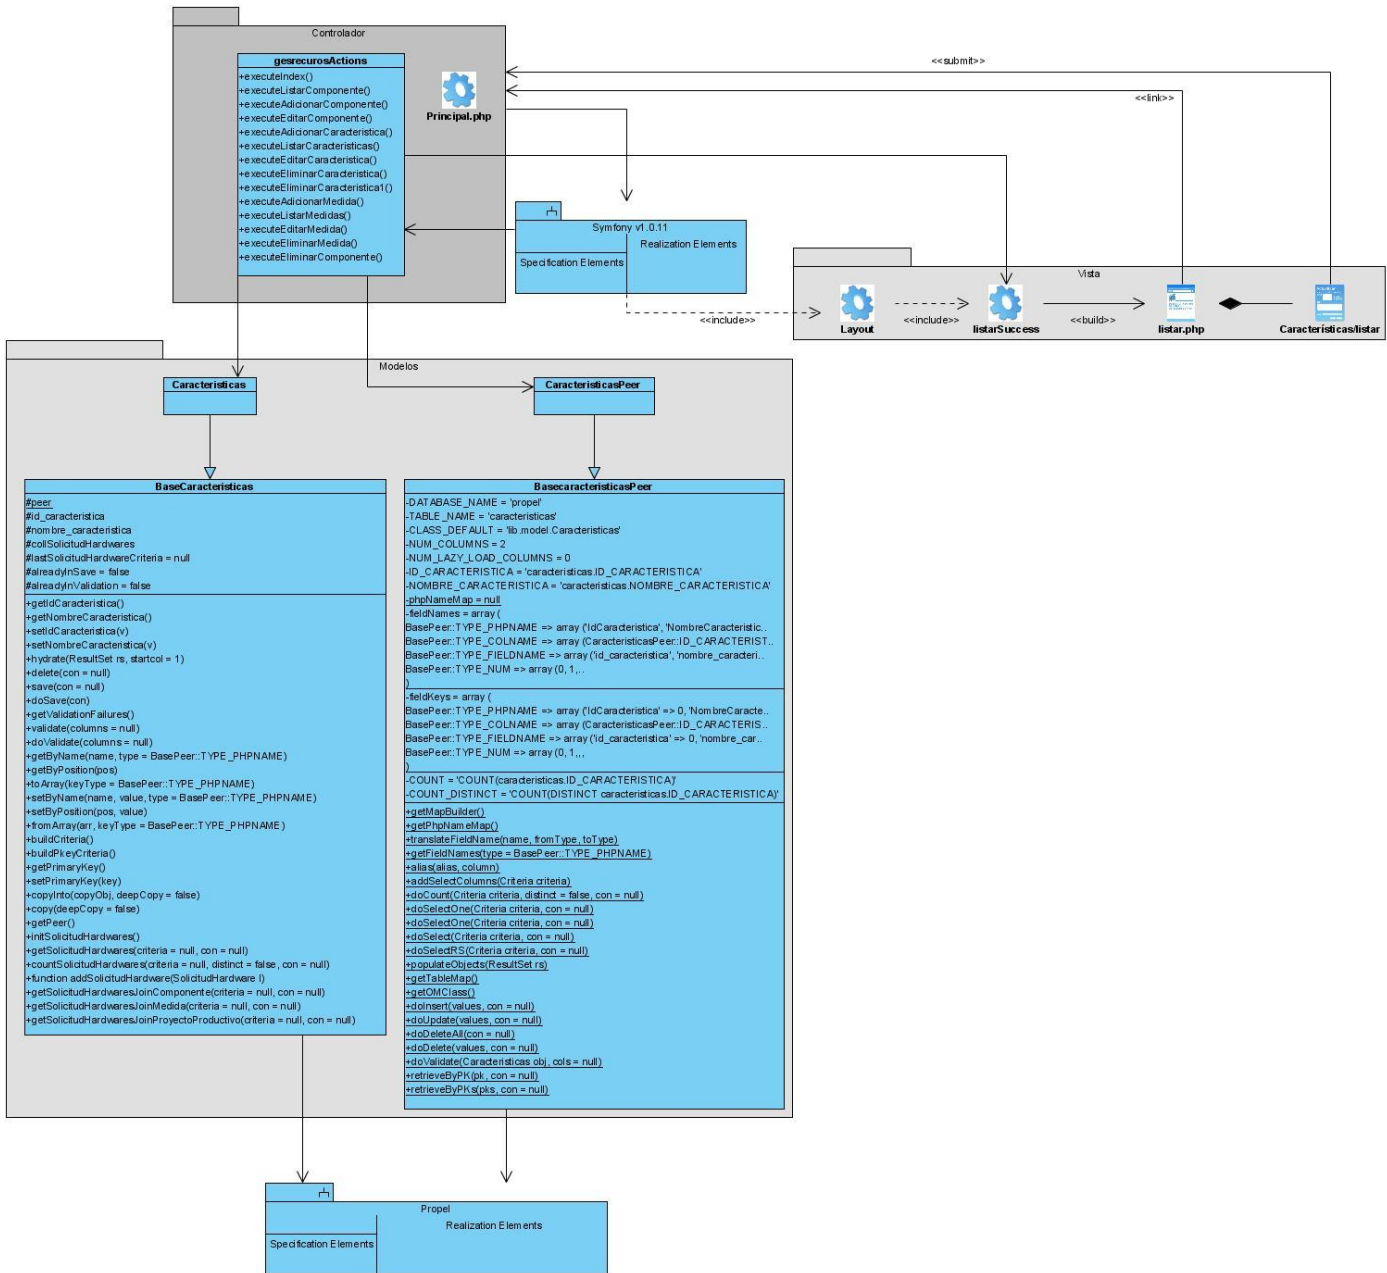 Controlador
gesrecurosActions
+executeIndex()
+executeListarComponente()
+executeAdicionarComponente()
+executeEditarComponente()
+executeAdicionarCaracteristica()
+executeListarCaracteristicas()
+executeEditarCaracteristica()
+executeEliminarCaracteristica()
+executeEliminarCaracteristica1()
+executeAdicionarMedida()
+executeListarMedidas()
+executeEditarMedida()
+executeEliminarMedida()
+executeEliminarComponente()
Principal.php
<<submit>>
<<link>>
Symfony v1.0.11
Realization Elements
Specification Elements
<<include>>
Vista
Layout
<<include>>
listarSuccess
<<build>>
listar.php
Características/listar
Modelos
Caracteristicas
CaracteristicasPeer
BaseCaracteristicas
#peer
#id_caracteristica
#nombre_caracteristica
#collSolicitudHardwares
#lastSolicitudHardwareCriteria = null
#alreadyInSave = false
#alreadyInValidation = false
+getIdCaracteristica()
+getNombreCaracteristica()
+setIdCaracteristica(v)
+setNombreCaracteristica(v)
+hydrate(ResultSet rs, startcol = 1)
+delete(con = null)
+save(con = null)
+doSave(con)
+getValidationFailures()
+validate(columns = null)
+doValidate(columns = null)
+getByName(name, type = BasePeer::TYPE_PHPNAME)
+getByPosition(pos)
+toArray(keyType = BasePeer::TYPE_PHPNAME)
+setByName(name, value, type = BasePeer::TYPE_PHPNAME)
+setByPosition(pos, value)
+fromArray(arr, keyType = BasePeer::TYPE_PHPNAME)
+buildCriteria()
+buildPkeyCriteria()
+getPrimaryKey()
+setPrimaryKey(key)
+copyInto(copyObj, deepCopy = false)
+copy(deepCopy = false)
+getPeer()
+initSolicitudHardwares()
+getSolicitudHardwares(criteria = null, con = null)
+countSolicitudHardwares(criteria = null, distinct = false, con = null)
+function addSolicitudHardware(SolicitudHardware l)
+getSolicitudHardwaresJoinComponente(criteria = null, con = null)
+getSolicitudHardwaresJoinMedida(criteria = null, con = null)
+getSolicitudHardwaresJoinProyectoProductivo(criteria = null, con = null)
BasecaracteristicasPeer
-DATABASE_NAME = 'propel'
-TABLE_NAME = 'caracteristicas'
-CLASS_DEFAULT = 'lib.model.Caracteristicas'
-NUM_COLUMNS = 2
-NUM_LAZY_LOAD_COLUMNS = 0
-ID_CARACTERISTICA = 'caracteristicas.ID_CARACTERISTICA'
-NOMBRE_CARACTERISTICA = 'caracteristicas.NOMBRE_CARACTERISTICA'
-phpNameMap = null
-fieldNames = array (
BasePeer::TYPE_PHPNAME => array ('IdCaracteristica', 'NombreCaracteristic..
BasePeer::TYPE_COLNAME => array (CaracteristicasPeer::ID_CARACTERIST..
BasePeer::TYPE_FIELDNAME => array ('id_caracteristica', 'nombre_caracteri..
BasePeer::TYPE_NUM => array (0, 1,..
)
-fieldKeys = array (
BasePeer::TYPE_PHPNAME => array ('IdCaracteristica' => 0, 'NombreCaracte..
BasePeer::TYPE_COLNAME => array (CaracteristicasPeer::ID_CARACTERIS..
BasePeer::TYPE_FIELDNAME => array ('id_caracteristica' => 0, 'nombre_car..
BasePeer::TYPE_NUM => array (0, 1,,,
)
-COUNT = 'COUNT(caracteristicas.ID_CARACTERISTICA)'
-COUNT_DISTINCT = 'COUNT(DISTINCT caracteristicas.ID_CARACTERISTICA)'
+getMapBuilder()
+getPhpNameMap()
+translateFieldName(name, fromType, toType)
+getFieldNames(type = BasePeer::TYPE_PHPNAME)
+alias(alias, column)
+addSelectColumns(Criteria criteria)
+doCount(Criteria criteria, distinct = false, con = null)
+doSelectOne(Criteria criteria, con = null)
+doSelectOne(Criteria criteria, con = null)
+doSelect(Criteria criteria, con = null)
+doSelectRS(Criteria criteria, con = null)
+populateObjects(ResultSet rs)
+getTableMap()
+getOMClass()
+doInsert(values, con = null)
+doUpdate(values, con = null)
+doDeleteAll(con = null)
+doDelete(values, con = null)
+doValidate(Caracteristicas obj, cols = null)
+retrieveByPK(pk, con = null)
+retrieveByPKs(pks, con = null)
Propel
Realization Elements
Specification Elements